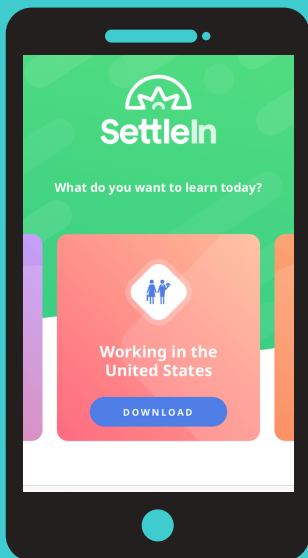 SettleIn
What do you want to learn today?
Working in the
United States
DOWNLOAD